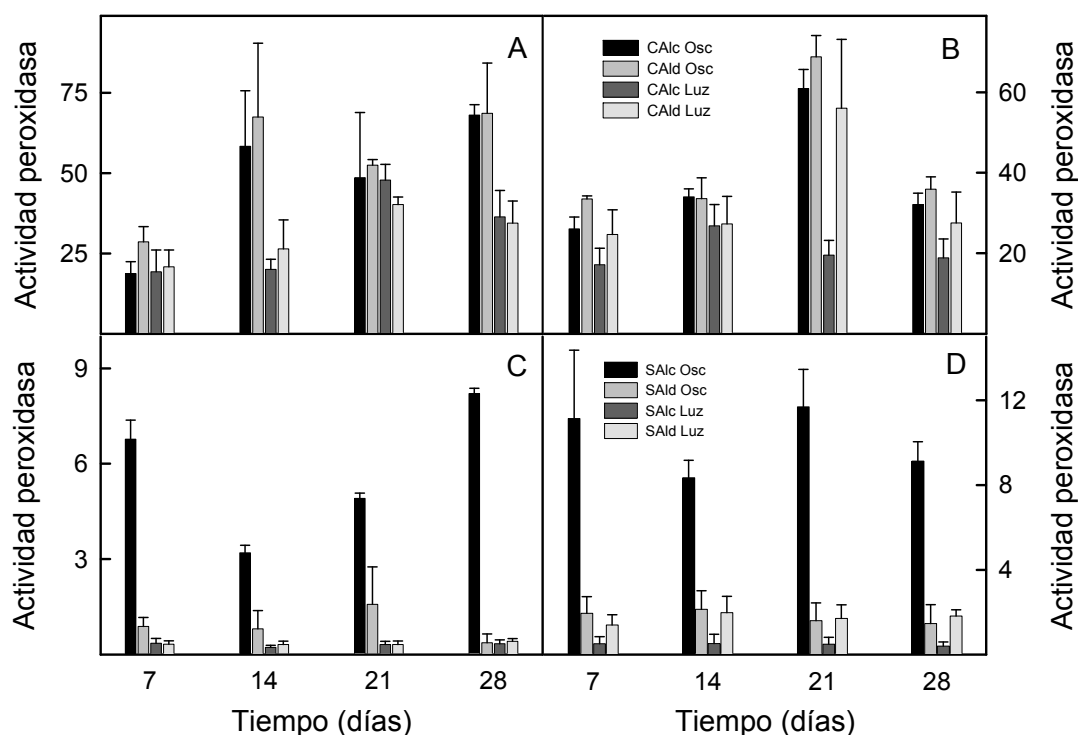 A
B
CAlc Osc
CAld Osc
CAlc Luz
CAld Luz
Actividad peroxidasa
75
50
25
60
40
20
Actividad peroxidasa
C
D
SAlc Osc
SAld Osc
SAlc Luz
SAld Luz
Actividad peroxidasa
9
6
3
12
8
4
Actividad peroxidasa
7
14
21
28
7
14
21
28
Tiempo (días)
Tiempo (días)